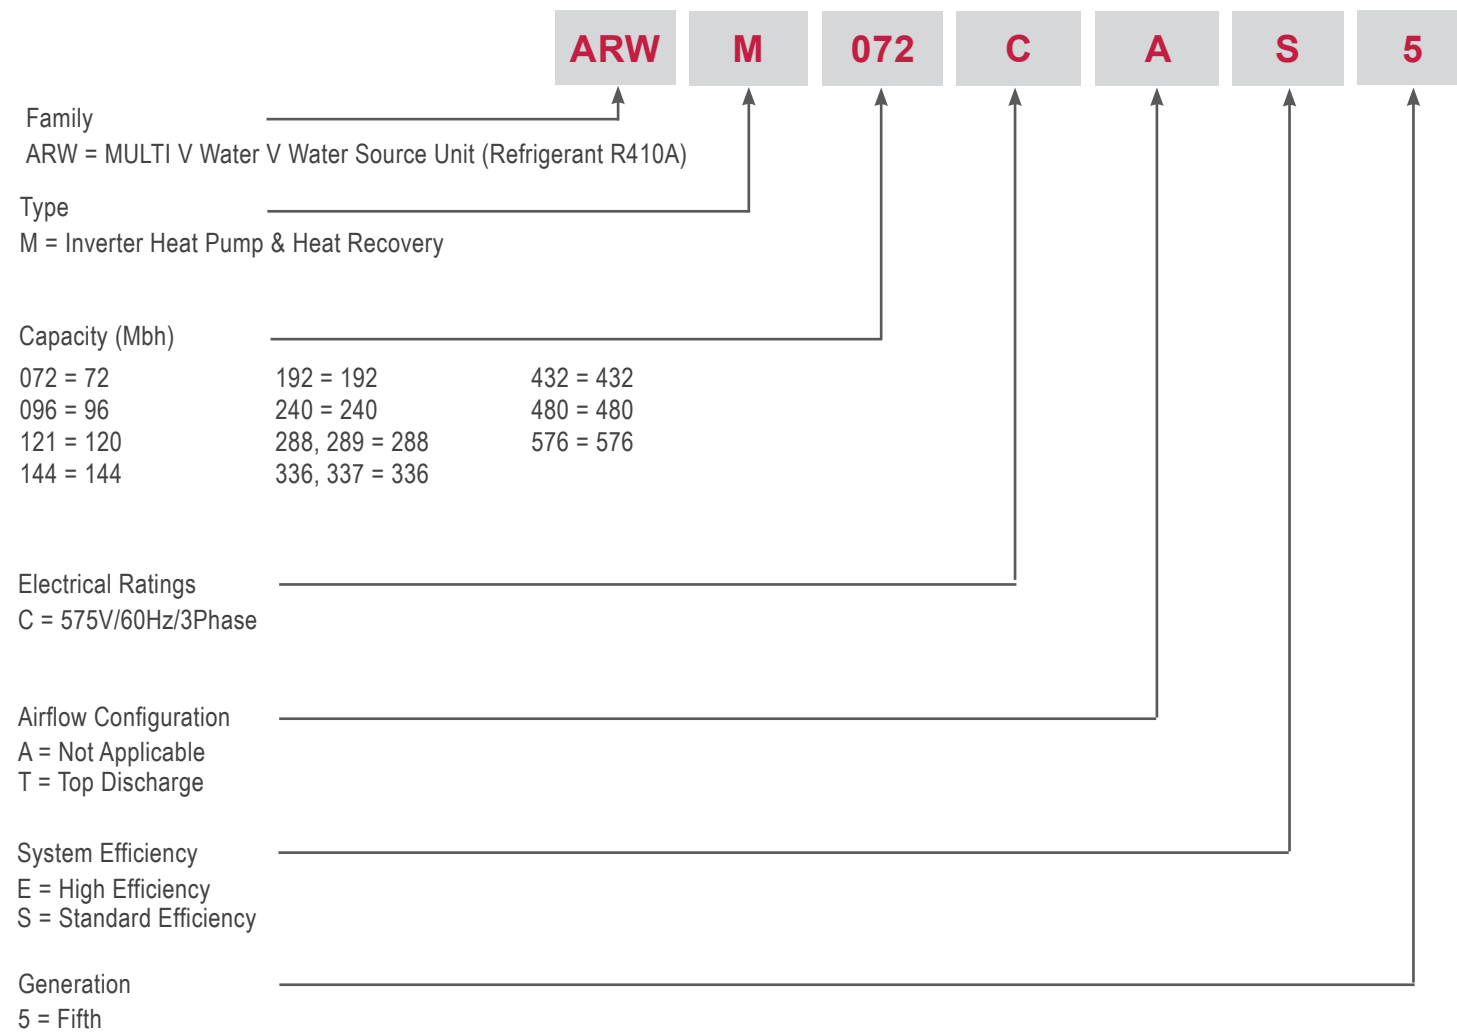 ARW M 072 C A S 5
Family
ARW = MULTI V Water V Water Source Unit (Refrigerant R410A)
Type
M = Inverter Heat Pump & Heat Recovery
Capacity (Mbh)
072 = 72 192 = 192 432 = 432
096 = 96 240 = 240 480 = 480
121 = 120 288, 289 = 288 576 = 576
144 = 144 336, 337 = 336
Electrical Ratings
C = 575V/60Hz/3Phase
Airflow Configuration
A = Not Applicable
T = Top Discharge
System Efficiency
E = High Efficiency
S = Standard Efficiency
Generation
5 = Fifth